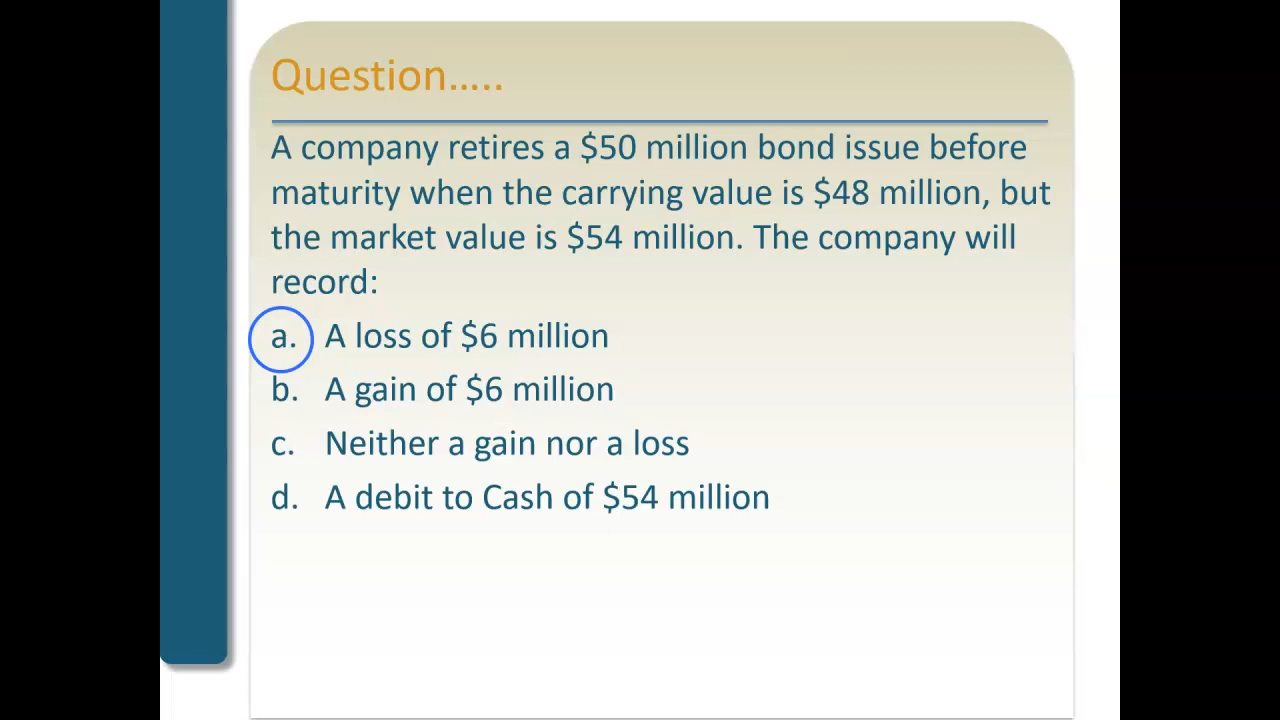 Question.....
A company retires a $50 million bond issue before
maturity when the carrying value is $48 million, but
the market value is $54 million. The company will
record:
a. A loss of $6 million
b. A gain of $6 million
c. Neither a gain nor a loss
d. A debit to Cash of $54 million